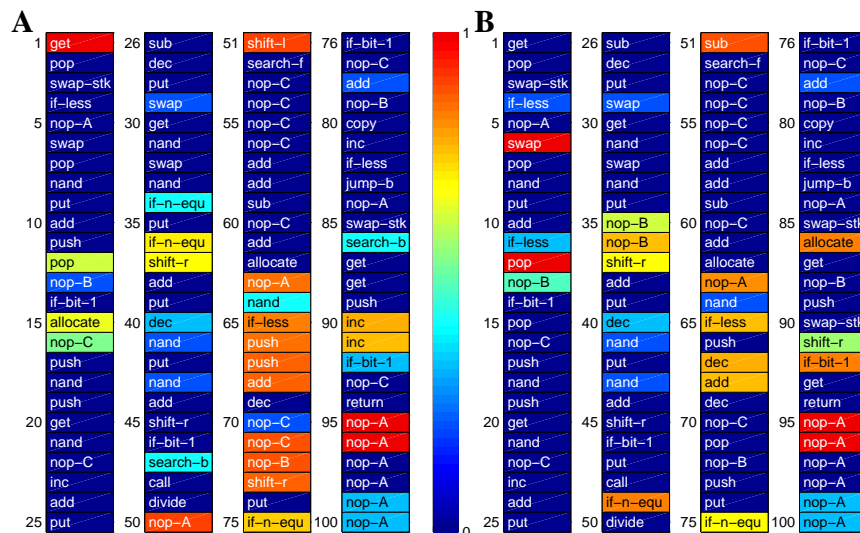 A
1 get
pop
swap−stk
if−less
5 nop−A
swap
pop
nand
put
10 add
push
pop
nop−B
if−bit−1
15 allocate
nop−C
push
nand
push
20 get
nand
nop−C
inc
add
25 put
26 sub
dec
put
swap
30 get
nand
swap
nand
if−n−equ
35 put
if−n−equ
shift−r
add
put
40 dec
nand
put
nand
add
45 shift−r
if−bit−1
search−b
call
divide
50 nop−A
51 shift−l
search−f
nop−C
nop−C
55 nop−C
nop−C
add
add
sub
60 nop−C
add
allocate
nop−A
nand
65 if−less
push
push
add
dec
70 nop−C
nop−C
nop−B
shift−r
put
75 if−n−equ
76 if−bit−1
nop−C
add
nop−B
80 copy
inc
if−less
jump−b
nop−A
85 swap−stk
search−b
get
get
push
90 inc
inc
if−bit−1
nop−C
return
95 nop−A
nop−A
nop−A
nop−A
nop−A
100 nop−A
1
0
B
1 get
pop
swap−stk
if−less
5 nop−A
swap
pop
nand
put
10 add
if−less
pop
nop−B
if−bit−1
15 pop
nop−C
push
nand
push
20 get
nand
nop−C
inc
add
25 put
26 sub
dec
put
swap
30 get
nand
swap
nand
put
35 nop−B
nop−B
shift−r
add
put
40 dec
nand
put
nand
add
45 shift−r
if−bit−1
put
call
if−n−equ
50 divide
51 sub
search−f
nop−C
nop−C
55 nop−C
nop−C
add
add
sub
60 nop−C
add
allocate
nop−A
nand
65 if−less
push
dec
add
dec
70 nop−C
pop
nop−B
push
put
75 if−n−equ
76 if−bit−1
nop−C
add
nop−B
80 copy
inc
if−less
jump−b
nop−A
85 swap−stk
allocate
get
nop−B
push
90 swap−stk
shift−r
if−bit−1
get
return
95 nop−A
nop−A
nop−A
nop−A
nop−A
100 nop−A